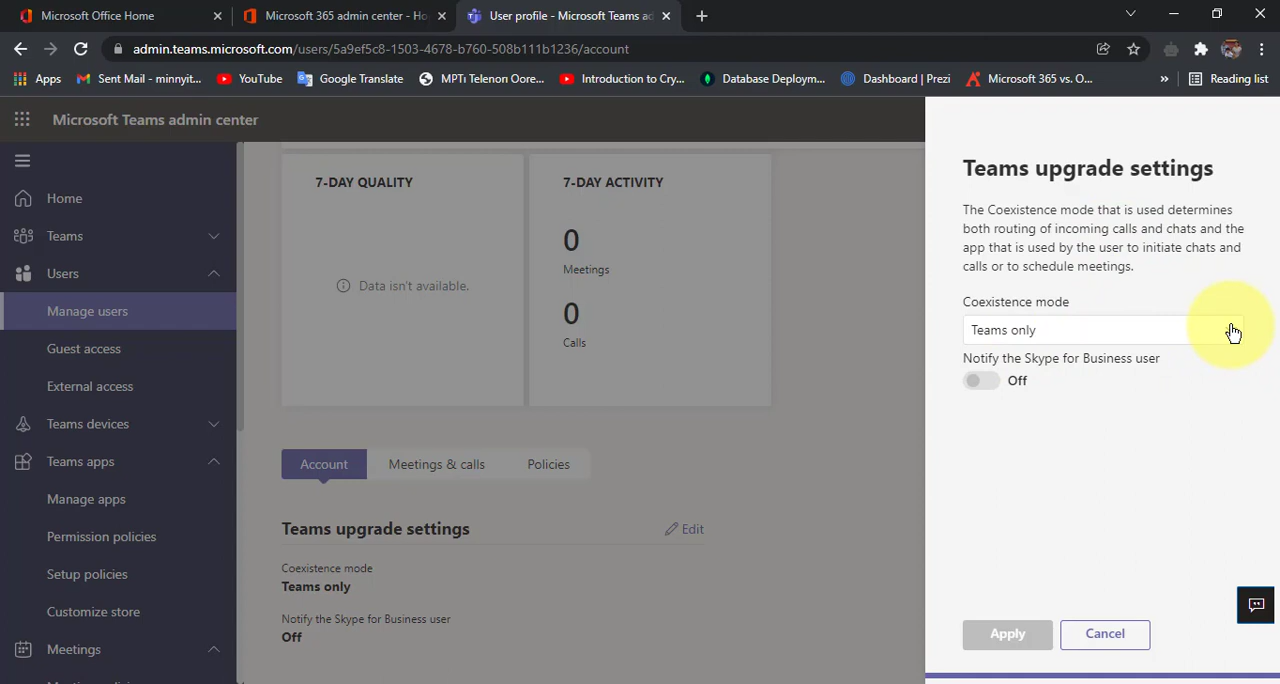 Microsoft Office Home
Microsoft 365 admin center - Ho
User profile - Microsoft Teams ad
admin.teams.microsoft.com/users/5a9ef5c8-1503-4678-b760-508b111b1236/account
Apps
Sent Mail - minnyit...
YouTube
Google Translate
MPTi Telenon Oore...
Introduction to Cry...
Database Deploym...
Dashboard | Prezi
Microsoft 365 vs. O...
»
Reading list
Microsoft Teams admin center
Home
Teams
Users
Manage users
Guest access
External access
Teams devices
Teams apps
Manage apps
Permission policies
Setup policies
Customize store
Meetings
7-DAY QUALITY
Data isn't available.
7-DAY ACTIVITY
0
Meetings
0
Calls
Account
Meetings & calls
Policies
Teams upgrade settings
Edit
Coexistence mode
Teams only
Notify the Skype for Business user
Off
Teams upgrade settings
The Coexistence mode that is used determines
both routing of incoming calls and chats and the
app that is used by the user to initiate chats and
calls or to schedule meetings.
Coexistence mode
Teams only
Notify the Skype for Business user
Off
Apply
Cancel